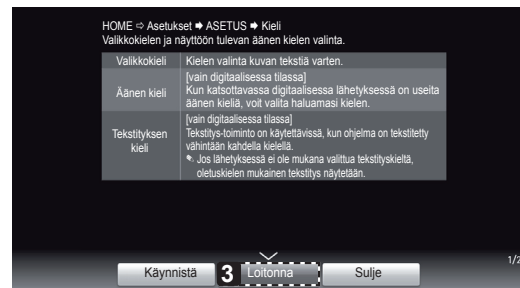 HOME ⇨ Asetukset ➡ ASETUS ➡ Kieli
Valikkokielen ja näyttöön tulevan äänen kielen valinta.
Valikkokieli
Kielen valinta kuvan tekstiä varten.
Äänen kieli
[vain digitaalisessa tilassa]
Kun katsottavassa digitaalisessa lähetyksessä on useita
äänen kieliä, voit valita haluamasi kielen.
Tekstityksen
kieli
[vain digitaalisessa tilassa]
Tekstitys-toiminto on käytettävissä, kun ohjelma on tekstitetty
vähintään kahdella kielellä.
✎ Jos lähetyksessä ei ole mukana valittua tekstityskieltä,
oletuskielen mukainen tekstitys näytetään.
1/2
Käynnistä 3 Loitonna Sulje